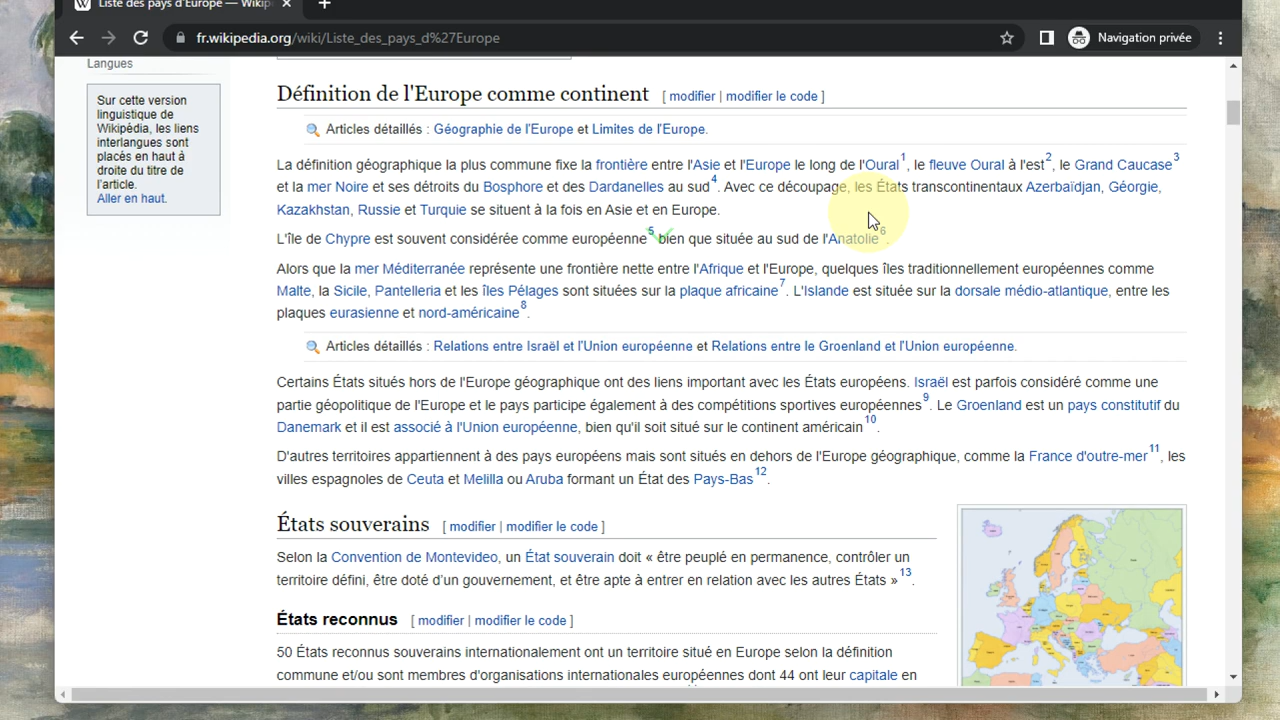 Liste des pays d'Europe — Wikip
fr.wikipedia.org/wiki/Liste_des_pays_d%27Europe
Navigation privée
Langues
Sur cette version
linguistique de
Wikipédia, les liens
interlangues sont
placés en haut à
droite du titre de
l'article.
Aller en haut.
Définition de l'Europe comme continent [ modifier | modifier le code ]
Articles détaillés : Géographie de l'Europe et Limites de l'Europe.
La définition géographique la plus commune fixe la frontière entre l'Asie et l'Europe le long de l'Oural1, le fleuve Oural à l'est2, le Grand Caucase3
et la mer Noire et ses détroits du Bosphore et des Dardanelles au sud4. Avec ce découpage, les États transcontinentaux Azerbaïdjan, Géorgie,
Kazakhstan, Russie et Turquie se situent à la fois en Asie et en Europe.
L'île de Chypre est souvent considérée comme européenne5 bien que située au sud de l'Anatolie6.
Alors que la mer Méditerranée représente une frontière nette entre l'Afrique et l'Europe, quelques îles traditionnellement européennes comme
Malte, la Sicile, Pantelleria et les îles Pélages sont situées sur la plaque africaine7. L'Islande est située sur la dorsale médio-atlantique, entre les
plaques eurasienne et nord-américaine8.
Articles détaillés : Relations entre Israël et l'Union européenne et Relations entre le Groenland et l'Union européenne.
Certains États situés hors de l'Europe géographique ont des liens important avec les États européens. Israël est parfois considéré comme une
partie géopolitique de l'Europe et le pays participe également à des compétitions sportives européennes9. Le Groenland est un pays constitutif du
Danemark et il est associé à l'Union européenne, bien qu'il soit situé sur le continent américain10.
D'autres territoires appartiennent à des pays européens mais sont situés en dehors de l'Europe géographique, comme la France d'outre-mer11, les
villes espagnoles de Ceuta et Melilla ou Aruba formant un État des Pays-Bas12.
États souverains [ modifier | modifier le code ]
Selon la Convention de Montevideo, un État souverain doit « être peuplé en permanence, contrôler un
territoire défini, être doté d'un gouvernement, et être apte à entrer en relation avec les autres États »13.
États reconnus [ modifier | modifier le code ]
50 États reconnus souverains internationalement ont un territoire situé en Europe selon la définition
commune et/ou sont membres d'organisations internationales européennes dont 44 ont leur capitale en